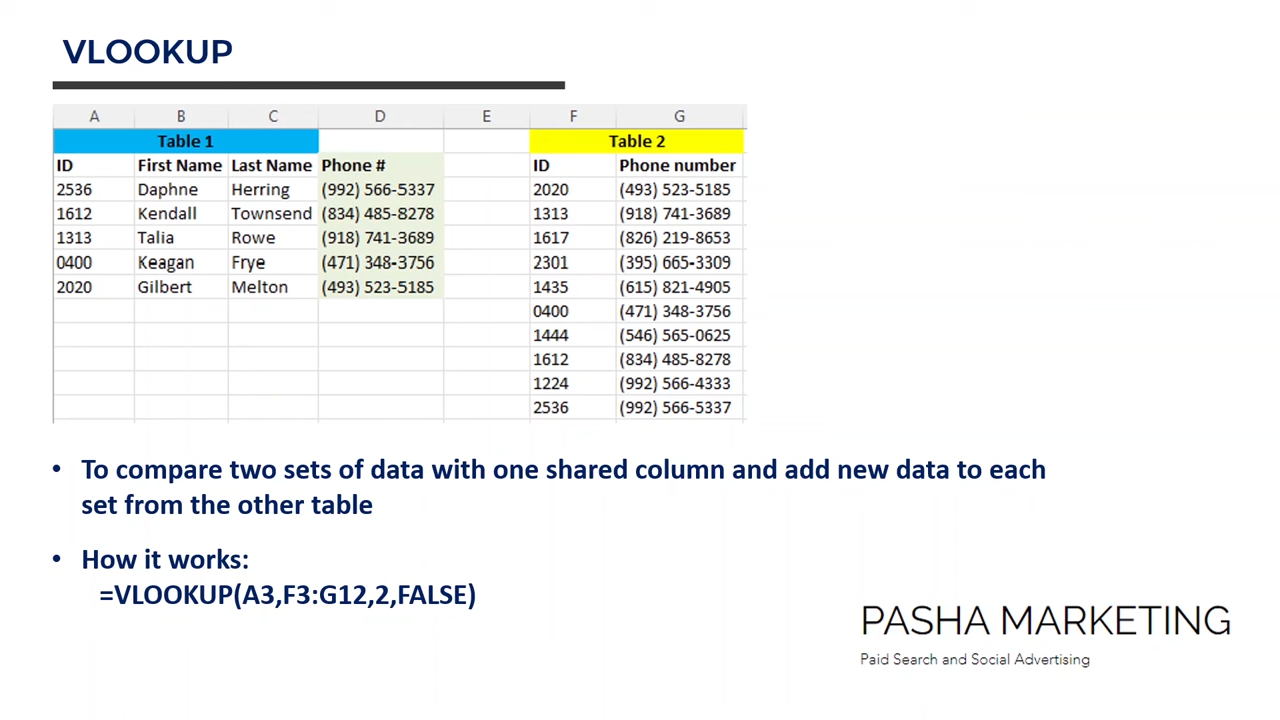 VLOOKUP
A B C D E F G
Table 1 Table 2
ID First Name Last Name Phone # ID Phone number
2536 Daphne Herring (992) 566-5337 2020 (493) 523-5185
1612 Kendall Townsend (834) 485-8278 1313 (918) 741-3689
1313 Talia Rowe (918) 741-3689 1617 (826) 219-8653
0400 Keagan Frye (471) 348-3756 2301 (395) 665-3309
2020 Gilbert Melton (493) 523-5185 1435 (615) 821-4905
0400 (471) 348-3756
1444 (546) 565-0625
1612 (834) 485-8278
1224 (992) 566-4333
2536 (992) 566-5337
• To compare two sets of data with one shared column and add new data to each
set from the other table
• How it works:
=VLOOKUP(A3,F3:G12,2,FALSE)
PASHA MARKETING
Paid Search and Social Advertising